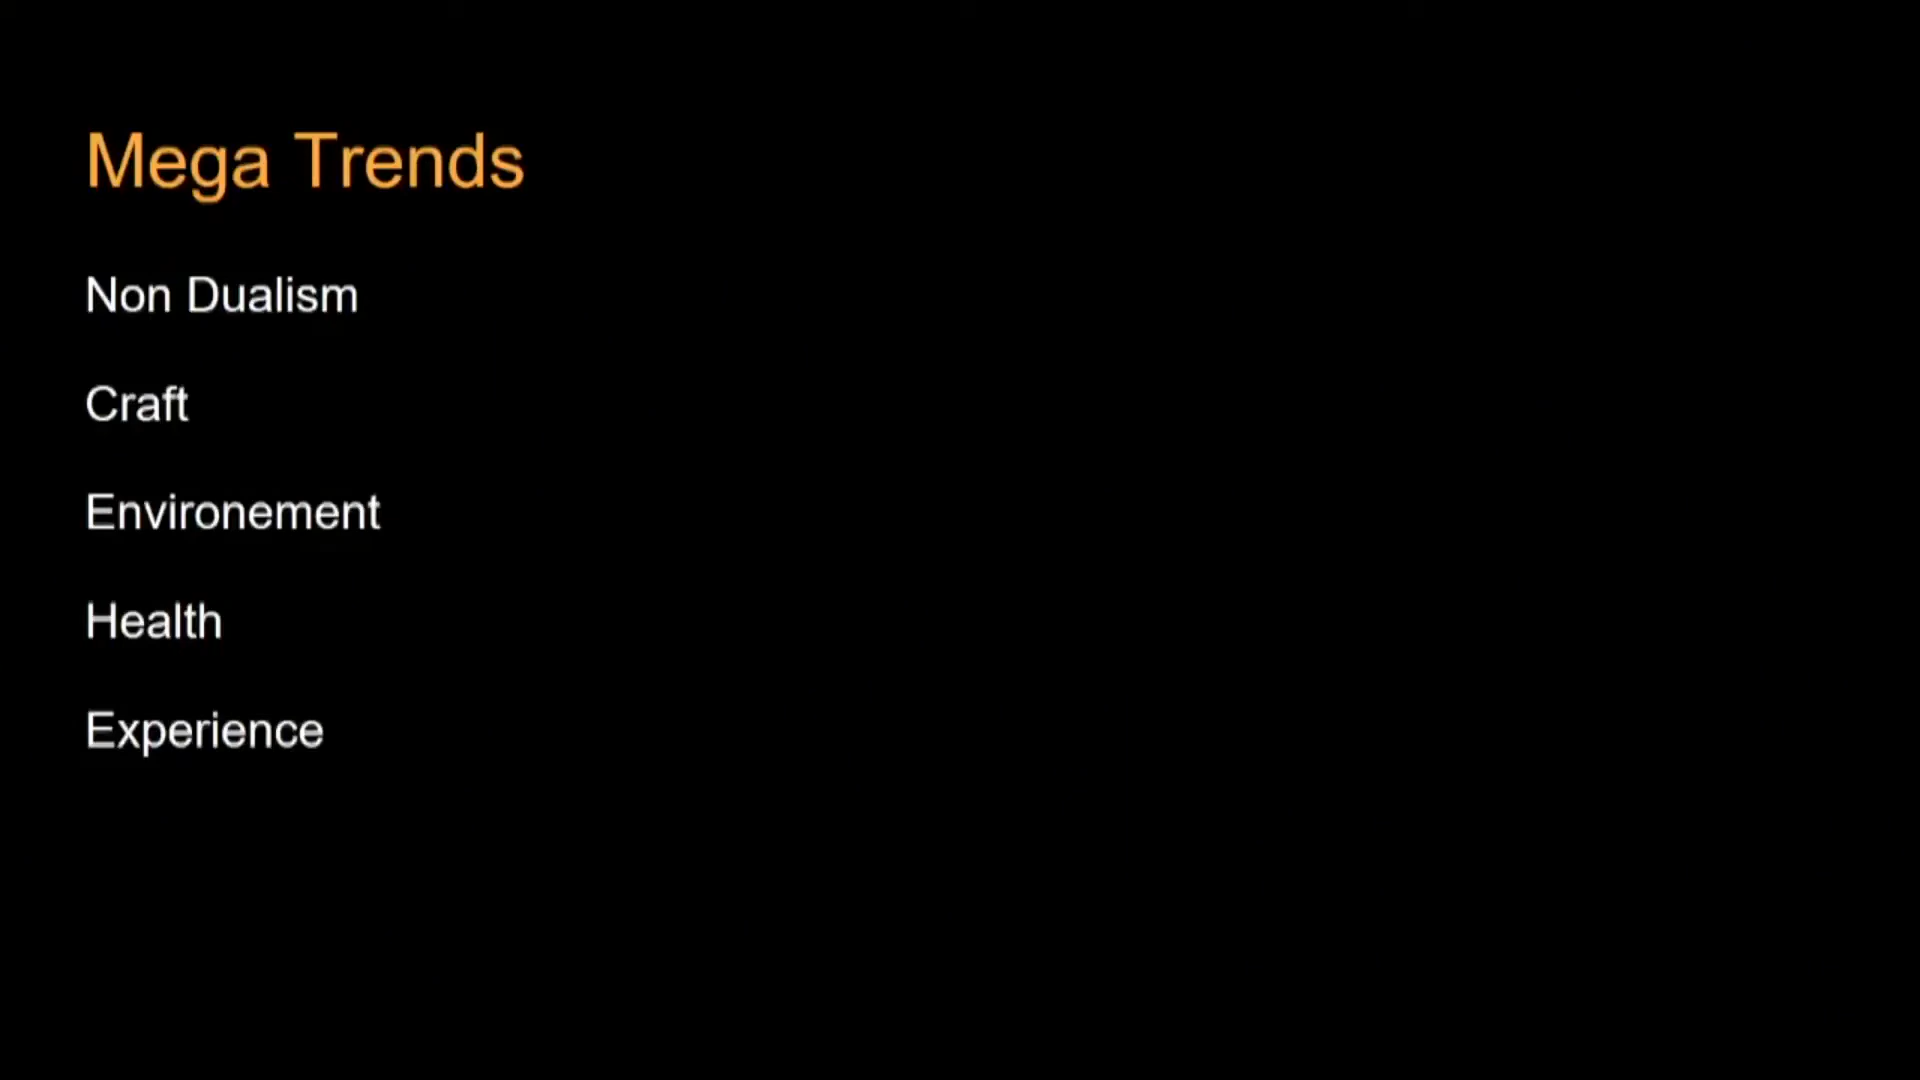 Mega Trends
Non Dualism
Craft
Environement
Health
Experience